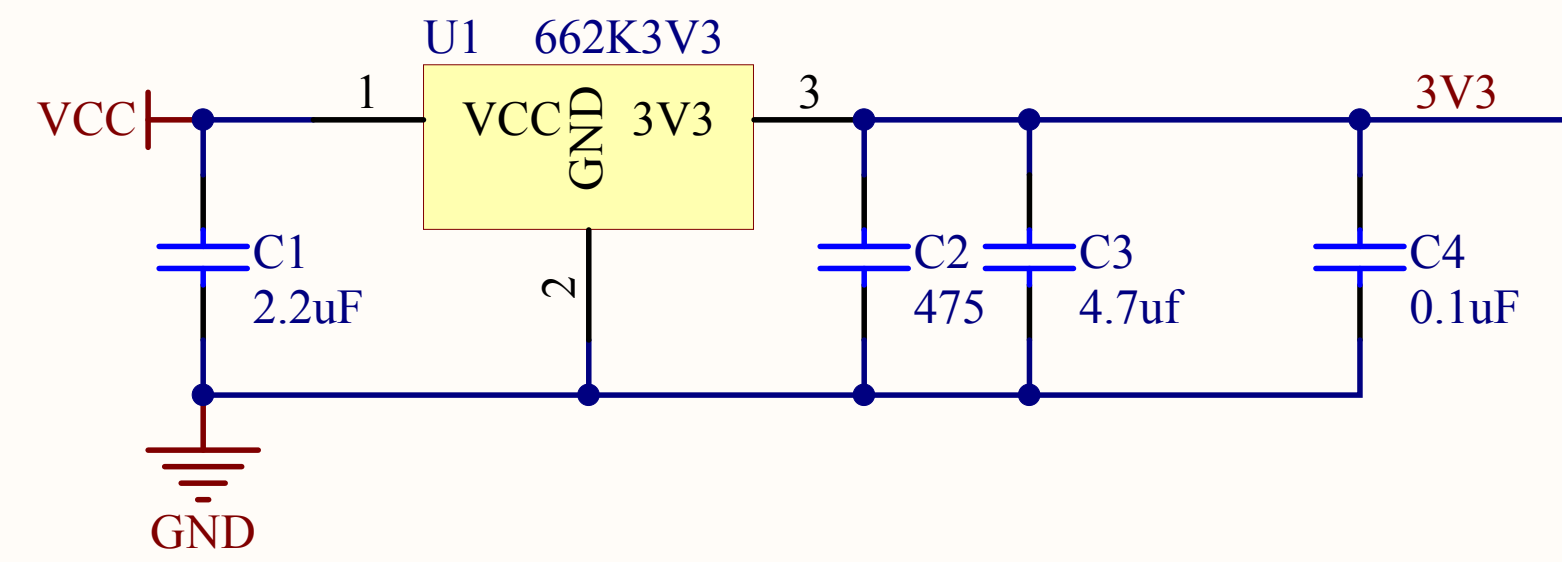 U1 662K3V3
VCC
1
VCC
GND
3V3
3
3V3
2
C1
2.2uF
C2
475
C3
4.7uf
C4
0.1uF
GND